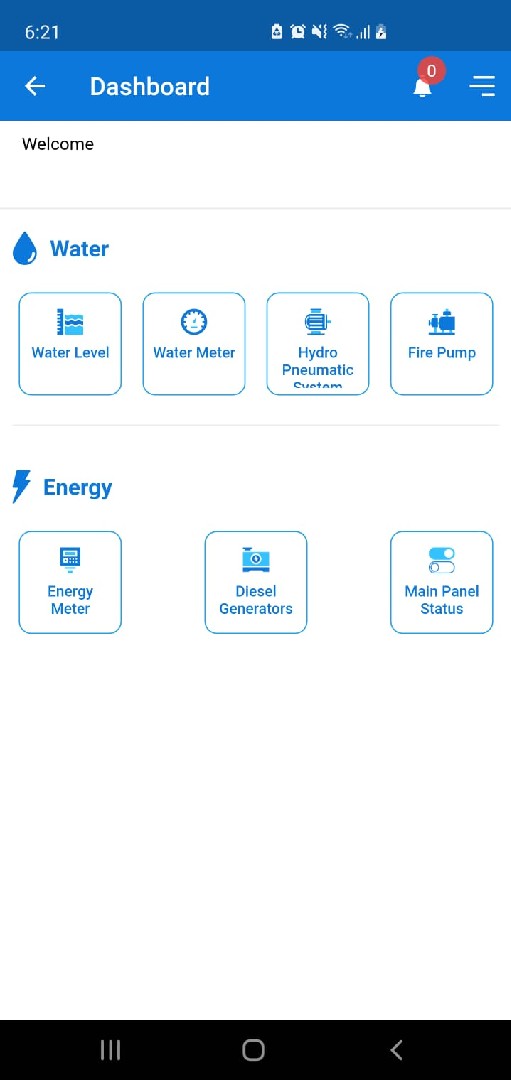 6:21
Dashboard
0
Welcome
Water
Water Level
Water Meter
Hydro
Pneumatic
System
Fire Pump
Energy
Energy
Meter
Diesel
Generators
Main Panel
Status